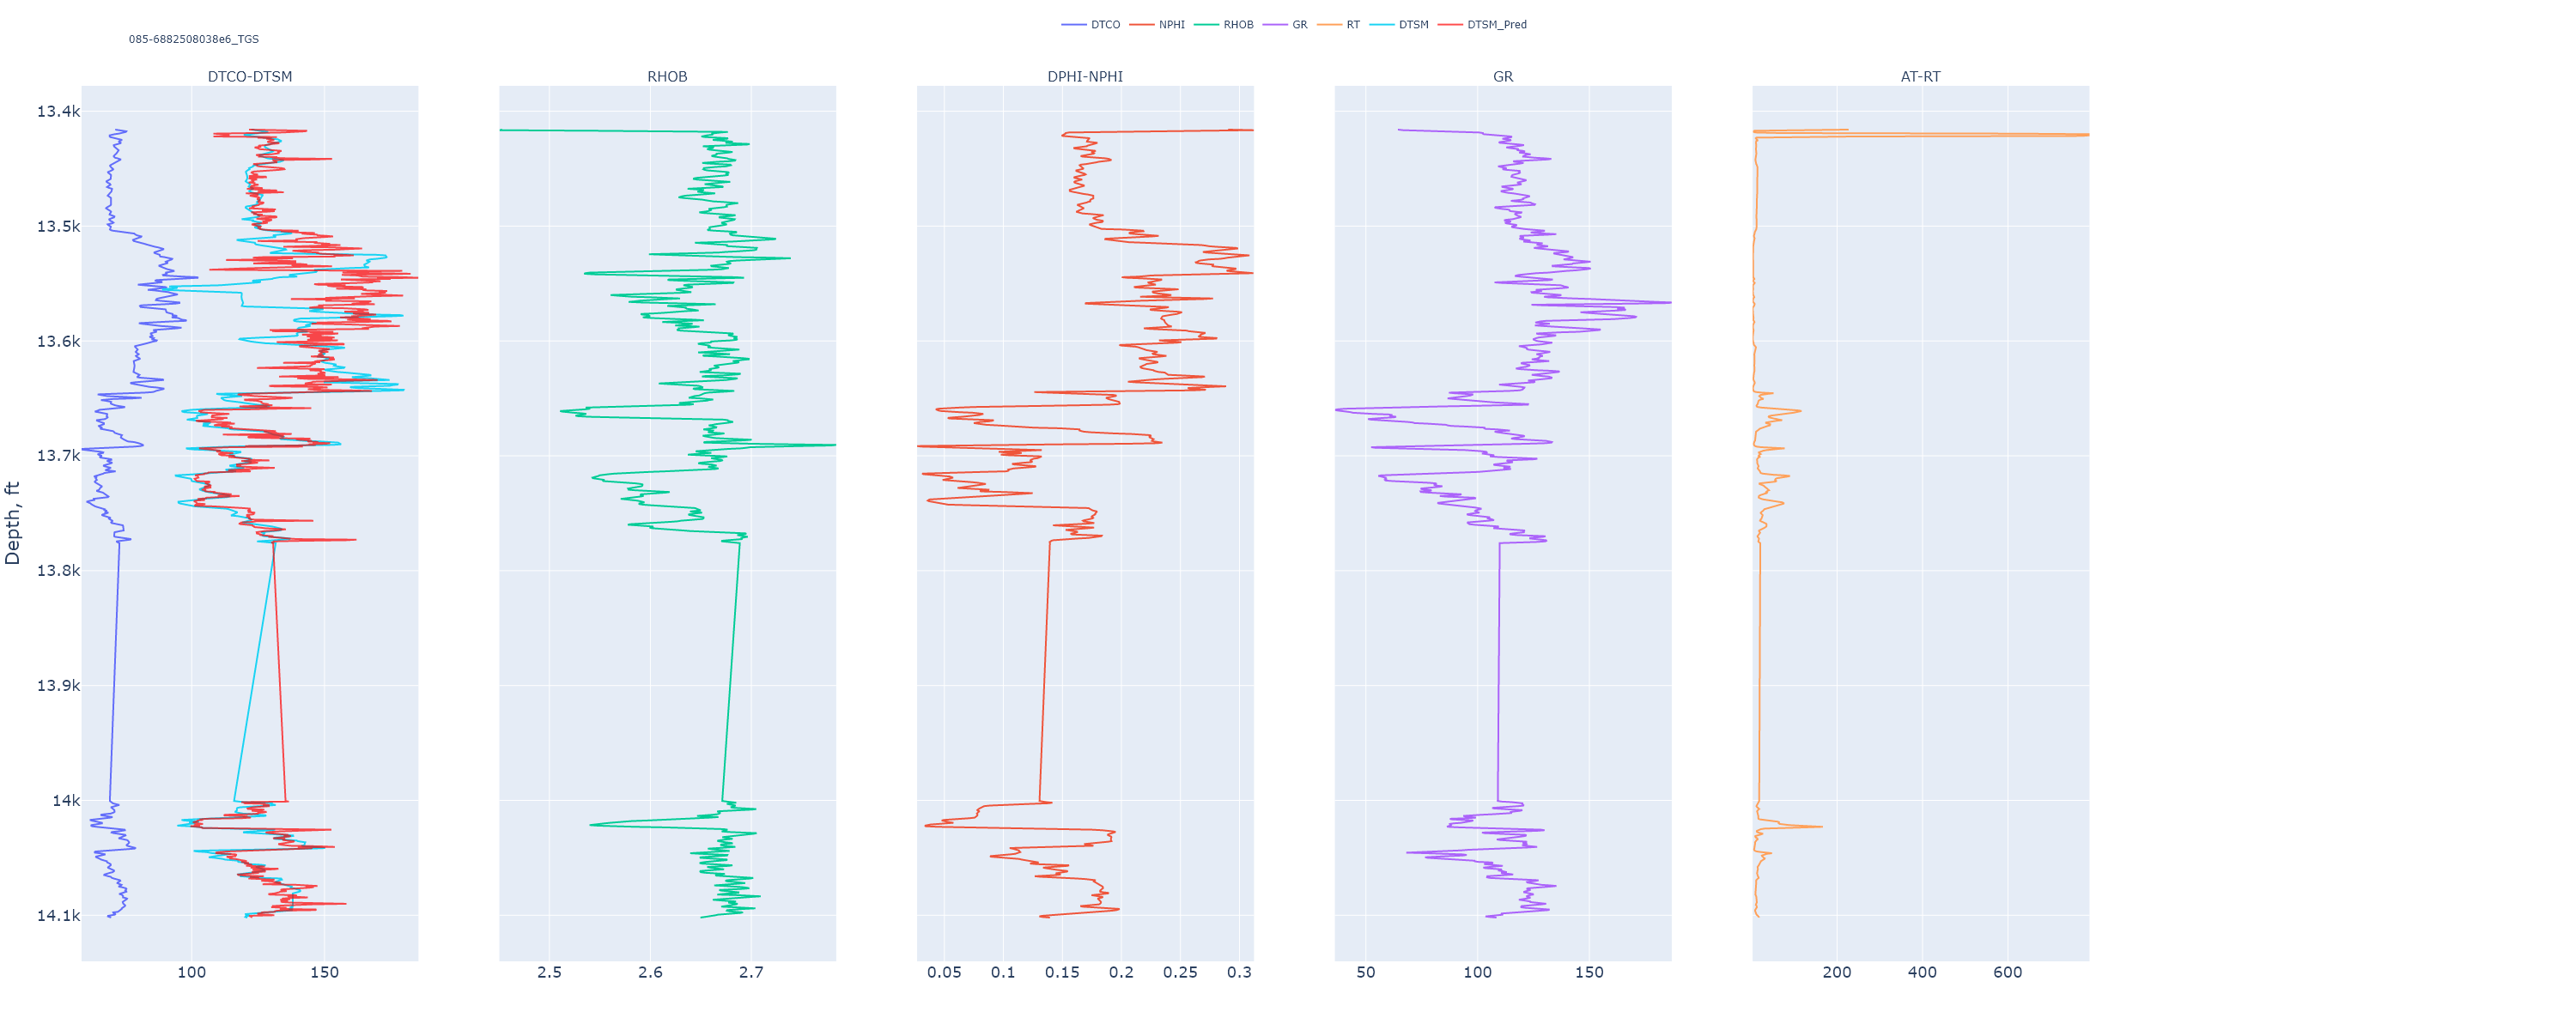 DTCO NPHI RHOB GR RT DTSM DTSM_Pred
085-6882508038e6_TGS
DTCO-DTSM RHOB DPHI-NPHI GR AT-RT
13.4k
13.5k
13.6k
13.7k
13.8k
13.9k
14k
14.1k
Depth, ft
100 150 2.5 2.6 2.7 0.05 0.1 0.15 0.2 0.25 0.3 50 100 150 200 400 600